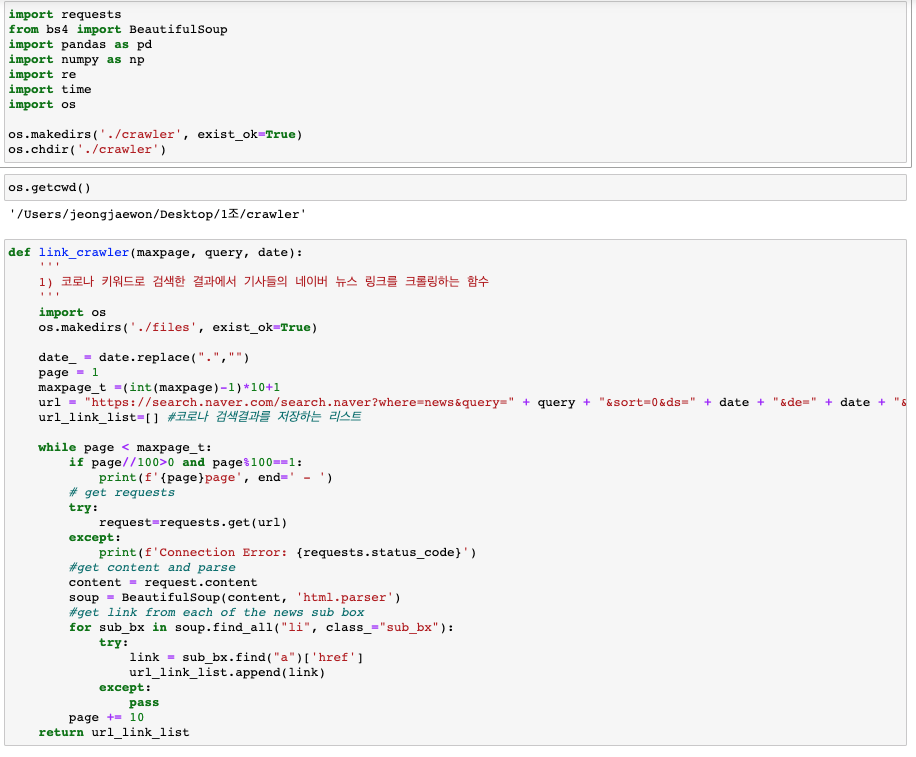 import requests
from bs4 import BeautifulSoup
import pandas as pd
import numpy as np
import re
import time
import os
os.makedirs('./crawler', exist_ok=True)
os.chdir('./crawler')
os.getcwd()
'/Users/jeongjaewon/Desktop/1조/crawler'
def link_crawler(maxpage, query, date):
    '''
    1) 코로나 키워드로 검색한 결과에서 기사들의 네이버 뉴스 링크를 크롤링하는 함수
    '''
    import os
    os.makedirs('./files', exist_ok=True)
    date_ = date.replace(".","")
    page = 1
    maxpage_t =(int(maxpage)-1)*10+1
    url = "https://search.naver.com/search.naver?where=news&query=" + query + "&sort=0&ds=" + date + "&de=" + date + "&
    url_link_list=[] #코로나 검색결과를 저장하는 리스트
    while page < maxpage_t:
        if page//100>0 and page%100==1:
            print(f'{page}page', end=' - ')
        # get requests
        try:
            request=requests.get(url)
        except:
            print(f'Connection Error: {requests.status_code}')
        #get content and parse
        content = request.content
        soup = BeautifulSoup(content, 'html.parser')
        #get link from each of the news sub box
        for sub_bx in soup.find_all("li", class_="sub_bx"):
            try:
                link = sub_bx.find("a")['href']
                url_link_list.append(link)
            except:
                pass
        page += 10
    return url_link_list